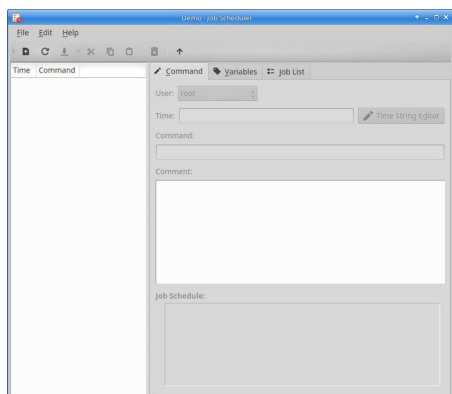 Demo - Job Scheduler
File Edit Help
Time Command
Command Variables Job List
User: root
Time: Time String Editor
Command:
Comment:
Job Schedule: